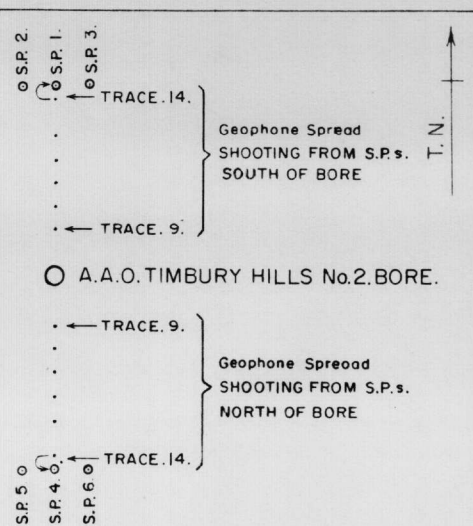 S.P. 2.
S.P. 1.
S.P. 3.
T. N.
TRACE. 14.
Geophone Spread
SHOOTING FROM S.P.s.
SOUTH OF BORE
TRACE. 9.
A.A.O. TIMBURY HILLS No. 2. BORE.
TRACE. 9.
Geophone Spreod
SHOOTING FROM S.P.s.
NORTH OF BORE
TRACE. 14.
S.P. 5
S.P. 4.
S.P. 6.